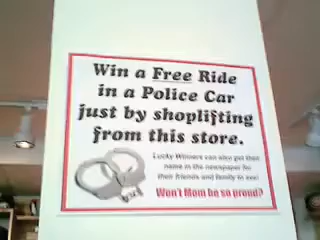 Win a Free Ride
in a Police Car
just by shoplifting
from this store.
Lucky Winners can also get their
name in the newspaper for
their friends and family to see!
Won't Mom be so proud?